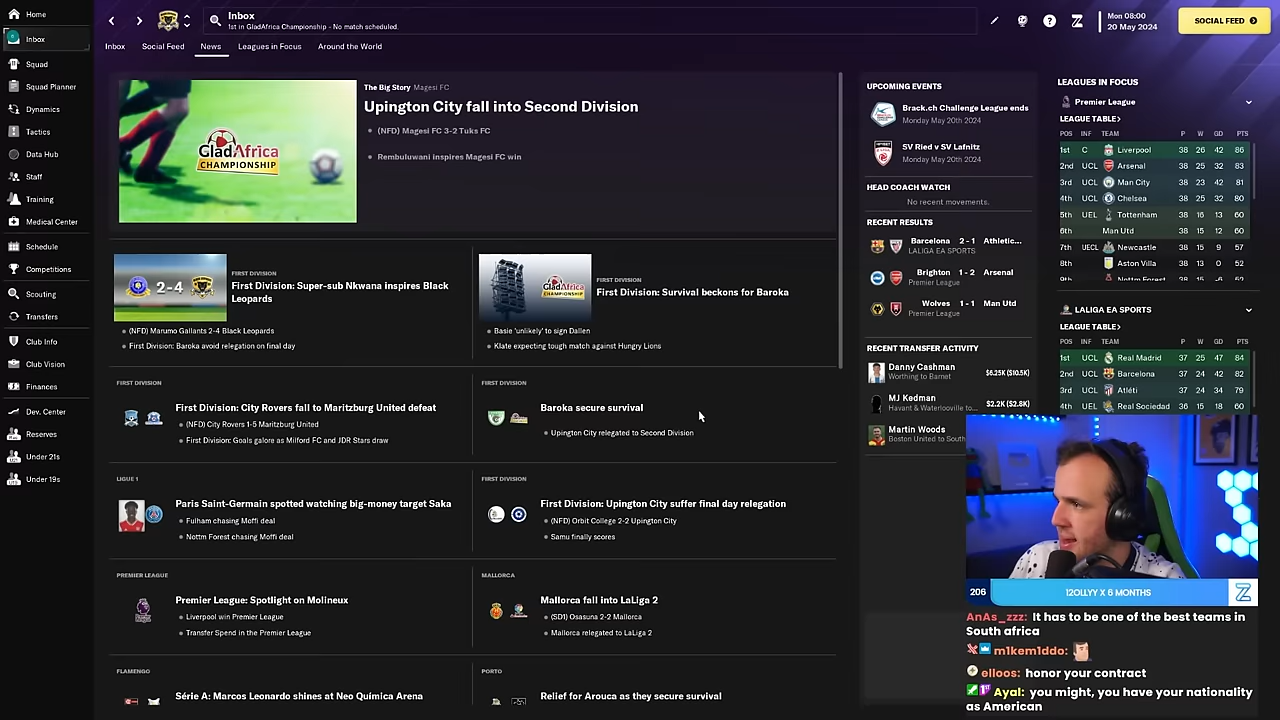 Home
Inbox
Squad
Squad Planner
Dynamics
Tactics
Data Hub
Staff
Training
Medical Center
Schedule
Competitions
Scouting
Transfers
Club Info
Club Vision
Finances
Dev. Center
Reserves
Under 21s
Under 19s
Inbox
1st in GladAfrica Championship - No match scheduled.
Mon 08:00
20 May 2024
SOCIAL FEED
Inbox
Social Feed
News
Leagues in Focus
Around the World
GladAfrica
CHAMPIONSHIP
The Big Story Magesi FC
Upington City fall into Second Division
(NFD) Magesi FC 3-2 Tuks FC
Rembuluwani inspires Magesi FC win
2-4
FIRST DIVISION
First Division: Super-sub Nkwana inspires Black
Leopards
(NFD) Marumo Gallants 2-4 Black Leopards
First Division: Baroka avoid relegation on final day
GladAfrica
CHAMPIONSHIP
FIRST DIVISION
First Division: Survival beckons for Baroka
Basie 'unlikely' to sign Dallen
Klate expecting tough match against Hungry Lions
FIRST DIVISION
First Division: City Rovers fall to Maritzburg United defeat
(NFD) City Rovers 1-5 Maritzburg United
First Division: Goals galore as Milford FC and JDR Stars draw
FIRST DIVISION
Baroka secure survival
Upington City relegated to Second Division
LIGUE 1
Paris Saint-Germain spotted watching big-money target Saka
Fulham chasing Moffi deal
Nottm Forest chasing Moffi deal
FIRST DIVISION
First Division: Upington City suffer final day relegation
(NFD) Orbit College 2-2 Upington City
Samu finally scores
PREMIER LEAGUE
Premier League: Spotlight on Molineux
Liverpool win Premier League
Transfer Spend in the Premier League
MALLORCA
Mallorca fall into LaLiga 2
(SD1) Osasuna 2-2 Mallorca
Mallorca relegated to LaLiga 2
FLAMENGO
Série A: Marcos Leonardo shines at Neo Química Arena
PORTO
Relief for Arouca as they secure survival
UPCOMING EVENTS
Brack.ch Challenge League ends
Monday May 20th 2024
SV Ried v SV Lafnitz
Monday May 20th 2024
HEAD COACH WATCH
No recent movements.
RECENT RESULTS
Barcelona 2 - 1 Athletic...
LALIGA EA SPORTS
Brighton 1 - 2 Arsenal
Premier League
Wolves 1 - 1 Man Utd
Premier League
RECENT TRANSFER ACTIVITY
Danny Cashman
Worthing to Barnet
$6.25K ($10.5K)
MJ Kedman
Havant & Waterlooville to...
$2.2K ($2.8K)
Martin Woods
Boston United to South
LEAGUES IN FOCUS
Premier League
LEAGUE TABLE>
POS INF TEAM P W GD PTS
1st C Liverpool 38 26 42 86
2nd UCL Arsenal 38 25 32 83
3rd UCL Man City 38 23 42 81
4th UCL Chelsea 38 25 32 80
5th UEL Tottenham 38 16 13 60
6th Man Utd 38 15 12 60
7th UECL Newcastle 38 15 9 57
8th Aston Villa 38 13 0 52
9th Nottm Forest 38 15 -6 52
LALIGA EA SPORTS
LEAGUE TABLE>
POS INF TEAM P W GD PTS
1st UCL Real Madrid 37 25 47 84
2nd UCL Barcelona 37 24 42 82
3rd UCL Atléti 37 24 34 79
4th UEL Real Sociedad 36 15 18 60
206
12OLLYY X 6 MONTHS
AnAs_zzz: It has to be one of the best teams in
South africa
m1kem1ddo:
elloos: honor your contract
Ayal: you might, you have your nationality
as American